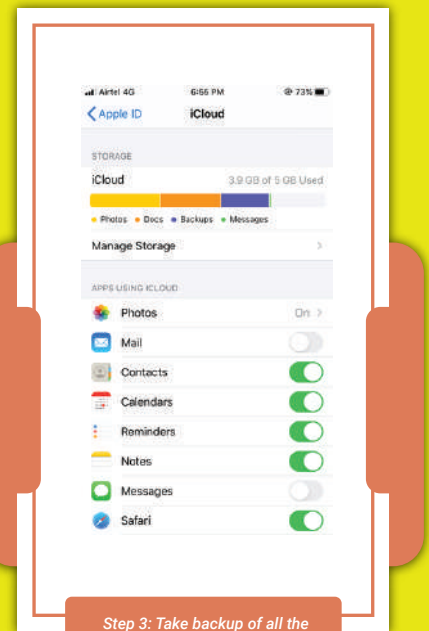 Airtel 4G 6:55 PM 73%
Apple ID iCloud
STORAGE
iCloud 3.9 GB of 5 GB Used
Photos Docs Backups Messages
Manage Storage
APPS USING ICLOUD
Photos On
Mail
Contacts
Calendars
Reminders
Notes
Messages
Safari
Step 3: Take backup of all the